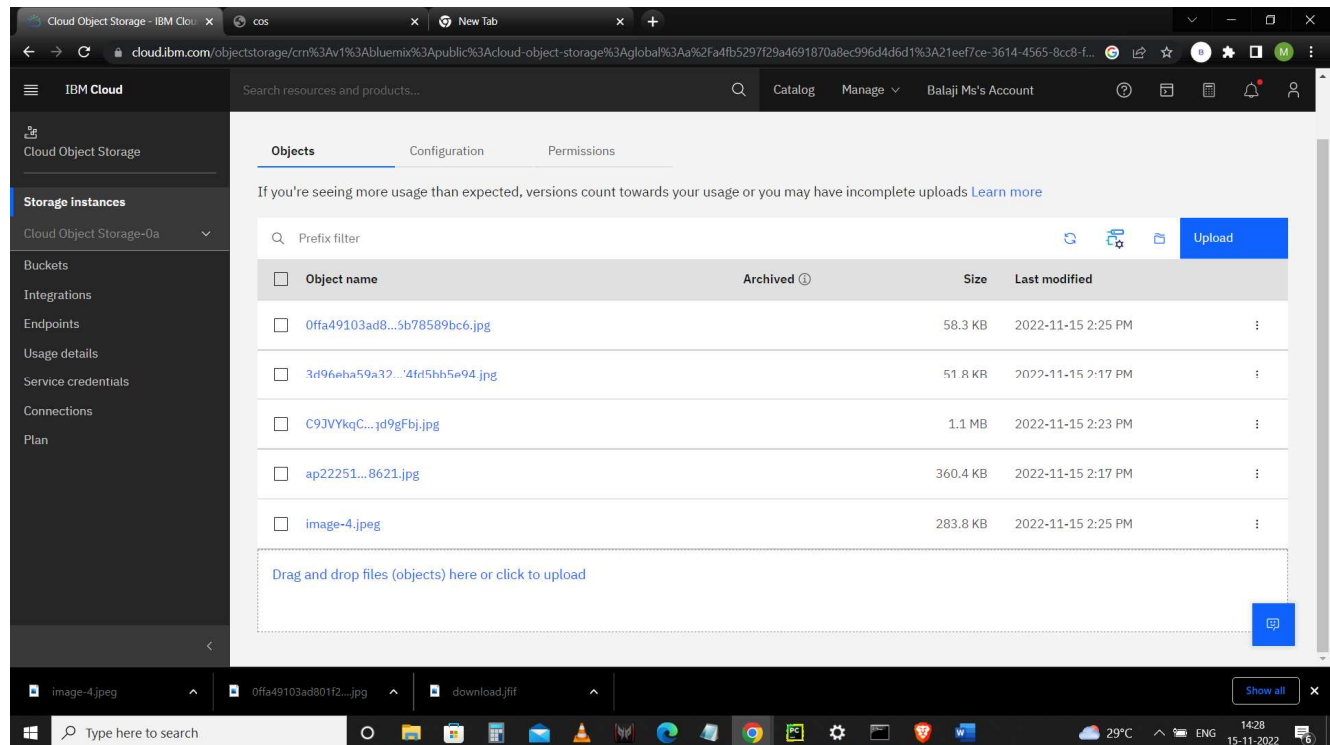 Cloud Object Storage - IBM Clou
cos
New Tab
cloud.ibm.com/objectstorage/crn%3Av1%3Abluemix%3Apublic%3Acloud-object-storage%3Aglobal%3Aa%2Fa4fb5297f29a4691870a8ec996d4d6d1%3A21eef7ce-3614-4565-8cc8-f...
B
M
IBM Cloud
Search resources and products...
Catalog
Manage
Balaji Ms's Account
Cloud Object Storage
Storage instances
Cloud Object Storage-0a
Buckets
Integrations
Endpoints
Usage details
Service credentials
Connections
Plan
Objects
Configuration
Permissions
If you're seeing more usage than expected, versions count towards your usage or you may have incomplete uploads Learn more
Prefix filter
Upload
Object name Archived Size Last modified
0ffa49103ad8...5b78589bc6.jpg 58.3 KB 2022-11-15 2:25 PM
3d96eba59a32...'4fd5bb5e94.jpg 51.8 KB 2022-11-15 2:17 PM
C9JVYkqC...jd9gFbj.jpg 1.1 MB 2022-11-15 2:23 PM
ap22251...8621.jpg 360.4 KB 2022-11-15 2:17 PM
image-4.jpeg 283.8 KB 2022-11-15 2:25 PM
Drag and drop files (objects) here or click to upload
image-4.jpeg
0ffa49103ad801f2....jpg
download.jfif
Show all
Type here to search
29°C
ENG
14:28
15-11-2022
6